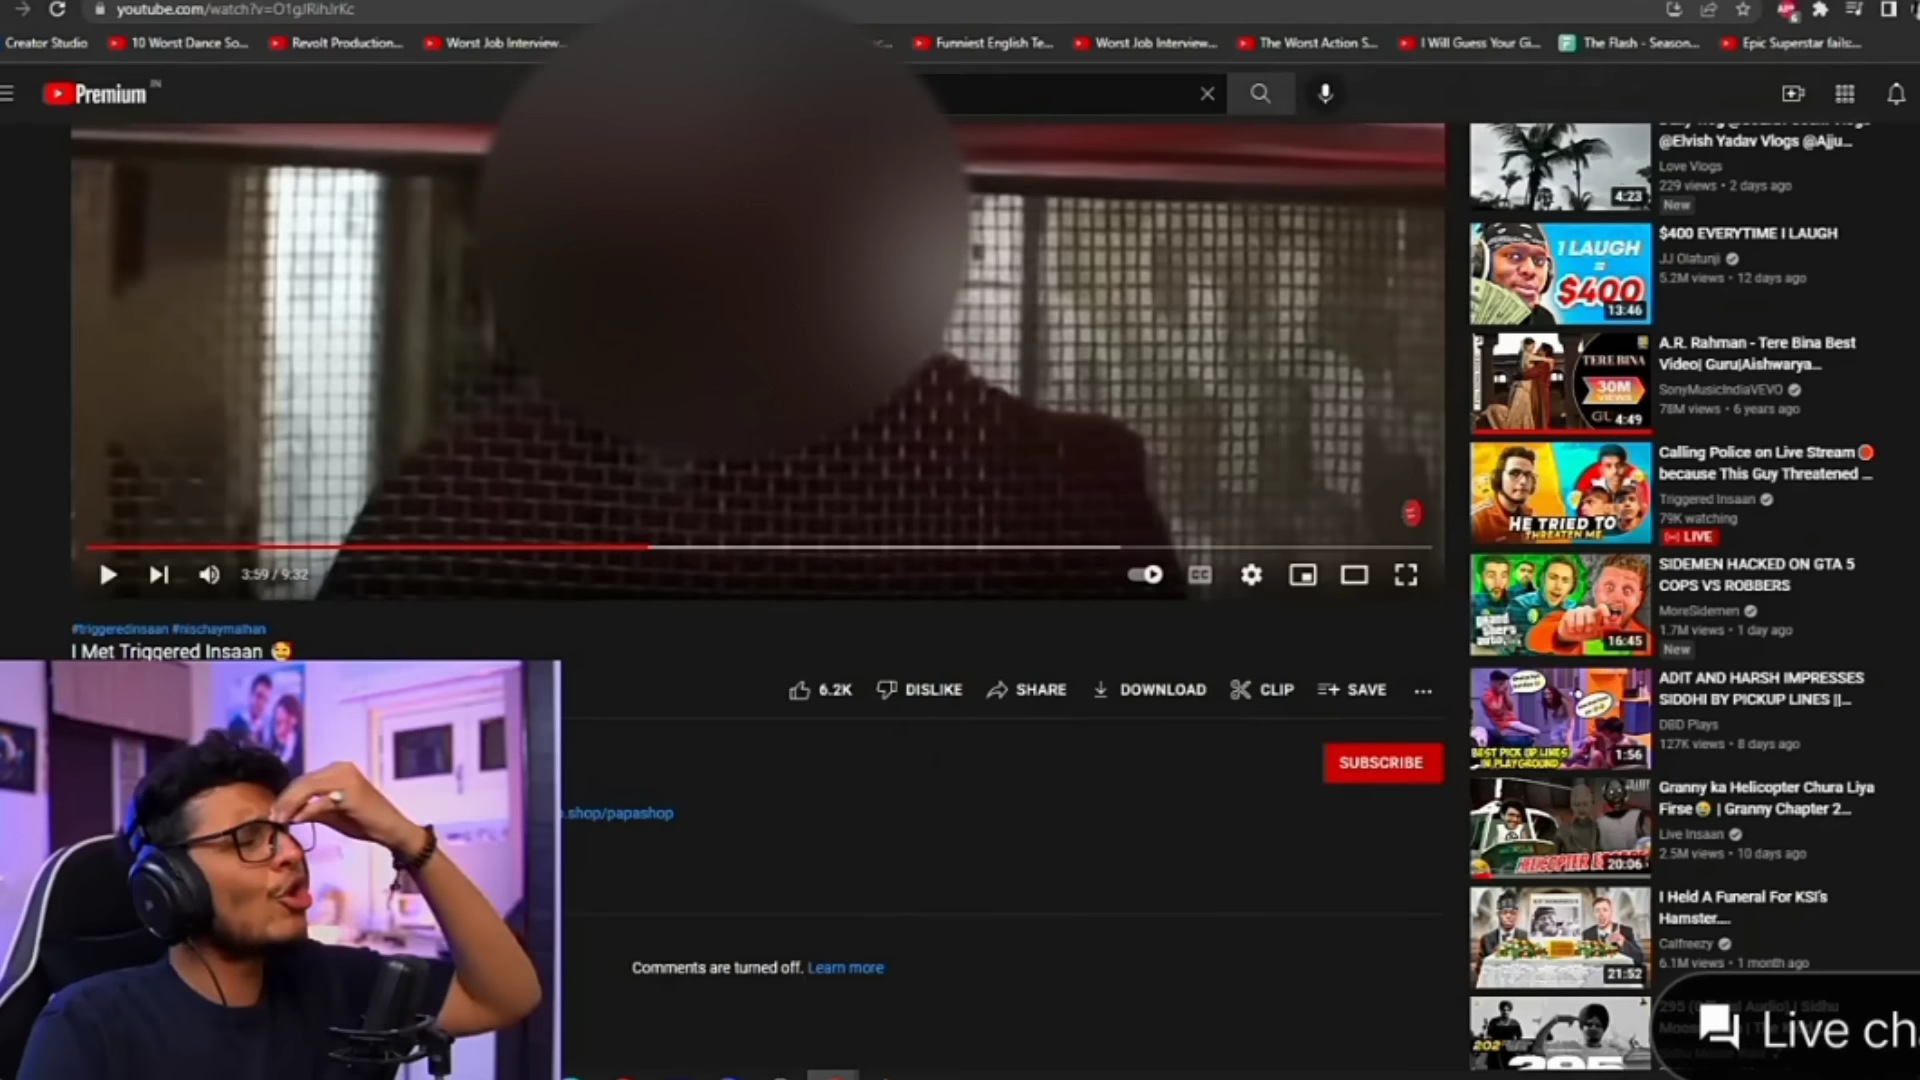 youtube.com/watch?v=O1gJRihJrKc
Creator Studio
10 Worst Dance So...
Revolt Production...
Worst Job Interview...
Funniest English Te...
Worst Job Interview...
The Worst Action S...
I Will Guess Your Gi...
The Flash - Season...
Epic Superstar fails:...
Premium IN
3:59 / 9:32
#triggeredinsaan #nischaymalhan
I Met Triggered Insaan 😍
6.2K
DISLIKE
SHARE
DOWNLOAD
CLIP
SAVE
SUBSCRIBE
.shop/papashop
Comments are turned off. Learn more
@Elvish Yadav Vlogs @Ajju...
Love Vlogs
229 views • 2 days ago
New
4:23
1 LAUGH
=
$400
13:46
$400 EVERYTIME I LAUGH
JJ Olatunji
5.2M views • 12 days ago
TERE BINA
30M
VIEWS
4:49
A.R. Rahman - Tere Bina Best
Video| Guru|Aishwarya...
SonyMusicIndiaVEVO
78M views • 6 years ago
HE TRIED TO
THREATEN ME
Calling Police on Live Stream🔴
because This Guy Threatened ...
Triggered Insaan
79K watching
LIVE
16:45
SIDEMEN HACKED ON GTA 5
COPS VS ROBBERS
MoreSidemen
1.7M views • 1 day ago
New
BEST PICK UP LINES
IN PLAYGROUND
1:56
ADIT AND HARSH IMPRESSES
SIDDHI BY PICKUP LINES ||...
DBD Plays
127K views • 8 days ago
HELICOPTER
20:06
Granny ka Helicopter Chura Liya
Firse😂 | Granny Chapter 2...
Live Insaan
2.5M views • 10 days ago
21:52
I Held A Funeral For KSI's
Hamster....
Calfreezy
6.1M views • 1 month ago
295
Live ch